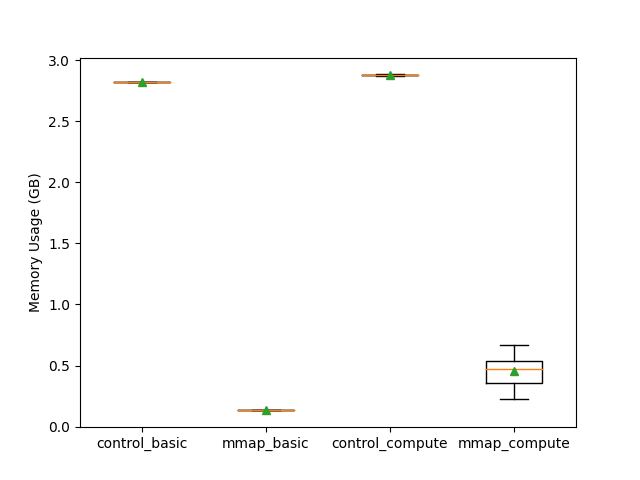 3.0
2.5
2.0
1.5
1.0
0.5
0.0
Memory Usage (GB)
control_basic
mmap_basic
control_compute
mmap_compute